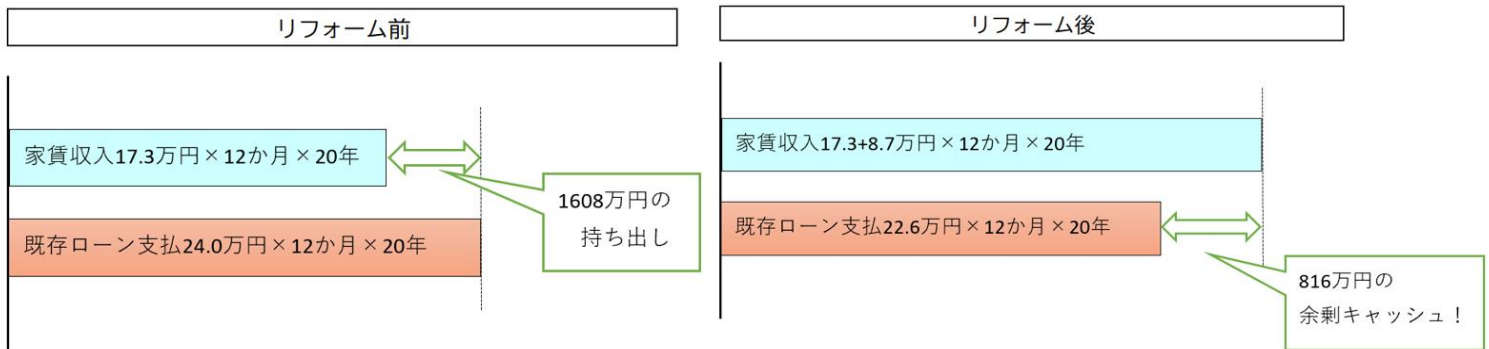 リフォーム前
家賃収入17.3万円×12か月×20年
1608万円の
持ち出し
既存ローン支払24.0万円×12か月×20年
リフォーム後
家賃収入17.3+8.7万円×12か月×20年
既存ローン支払22.6万円×12か月×20年
816万円の
余剰キャッシュ！